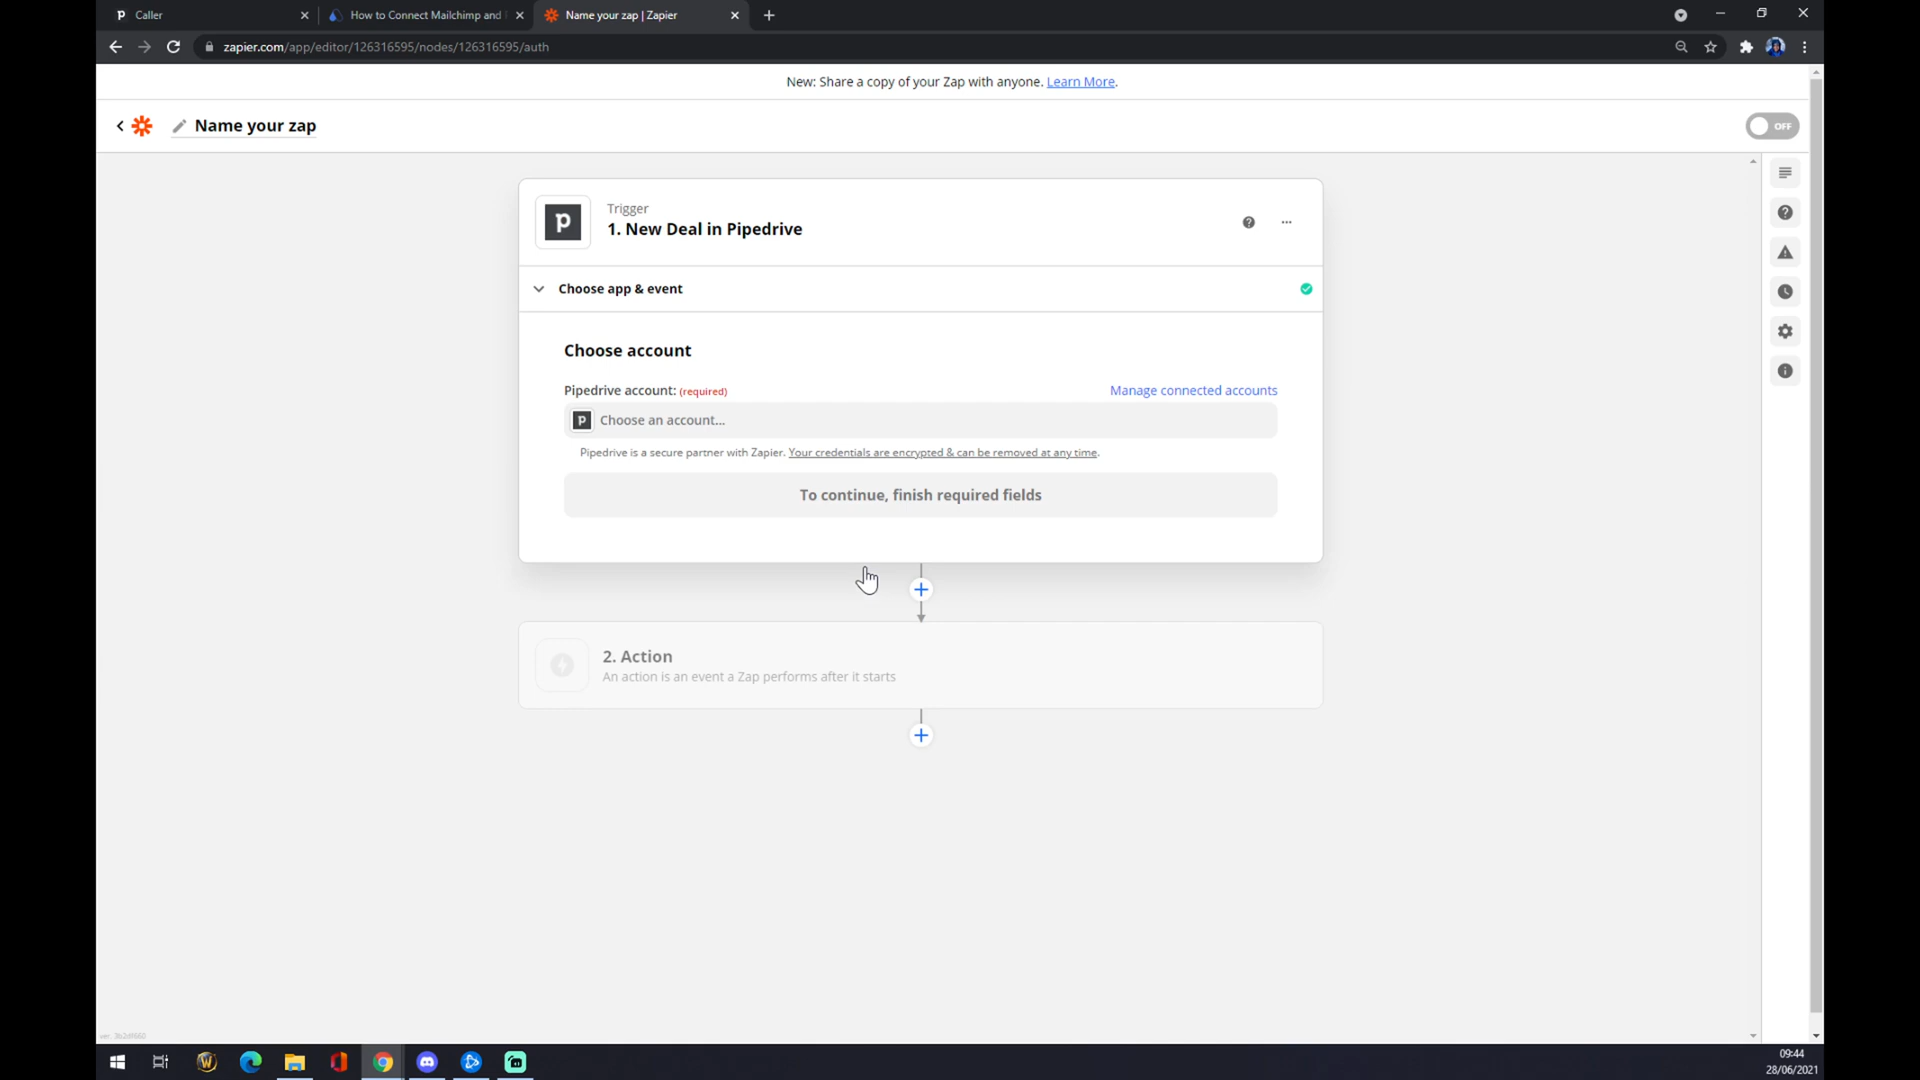 Caller
How to Connect Mailchimp and
Name your zap | Zapier
zapier.com/app/editor/126316595/nodes/126316595/auth
New: Share a copy of your Zap with anyone. Learn More.
Name your zap
OFF
Trigger
1. New Deal in Pipedrive
Choose app & event
Choose account
Pipedrive account: (required)
Manage connected accounts
Choose an account...
Pipedrive is a secure partner with Zapier. Your credentials are encrypted & can be removed at any time.
To continue, finish required fields
2. Action
An action is an event a Zap performs after it starts
09:44
28/06/2021